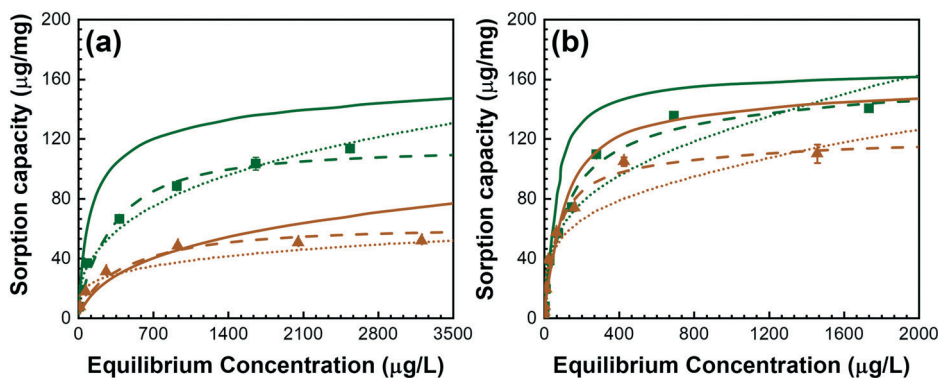 (a)
Sorption capacity (μg/mg)
200
160
120
80
40
0
0 700 1400 2100 2800 3500
Equilibrium Concentration (μg/L)
(b)
Sorption capacity (μg/mg)
200
160
120
80
40
0
0 400 800 1200 1600 2000
Equilibrium Concentration (μg/L)